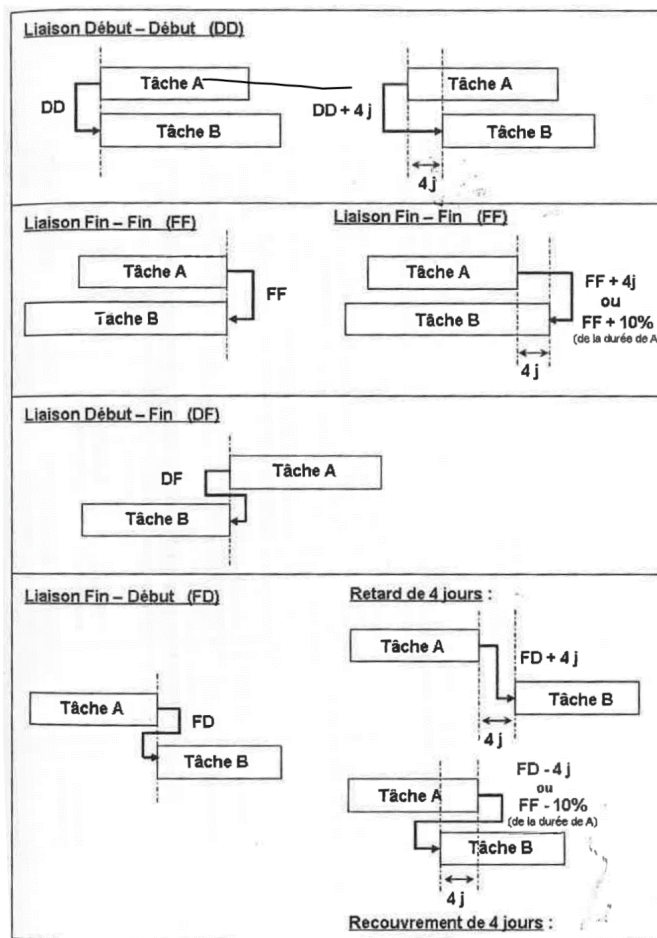 Liaison Début – Début (DD)
Tâche A
DD
Tâche B
Tâche A
DD + 4 j
Tâche B
4 j
Liaison Fin – Fin (FF)
Tâche A
FF
Tache B
Liaison Fin – Fin (FF)
Tâche A
FF + 4j
ou
FF + 10%
(de la durée de A
Tâche B
4 j
Liaison Début – Fin (DF)
Tâche A
DF
Tâche B
Liaison Fin – Début (FD)
Tâche A
FD
Tâche B
Retard de 4 jours :
Tâche A
FD + 4 j
Tâche B
4 j
FD - 4 j
ou
FF - 10%
(de la durée de A)
Tâche A
Tâche B
4 j
Recouvrement de 4 jours :